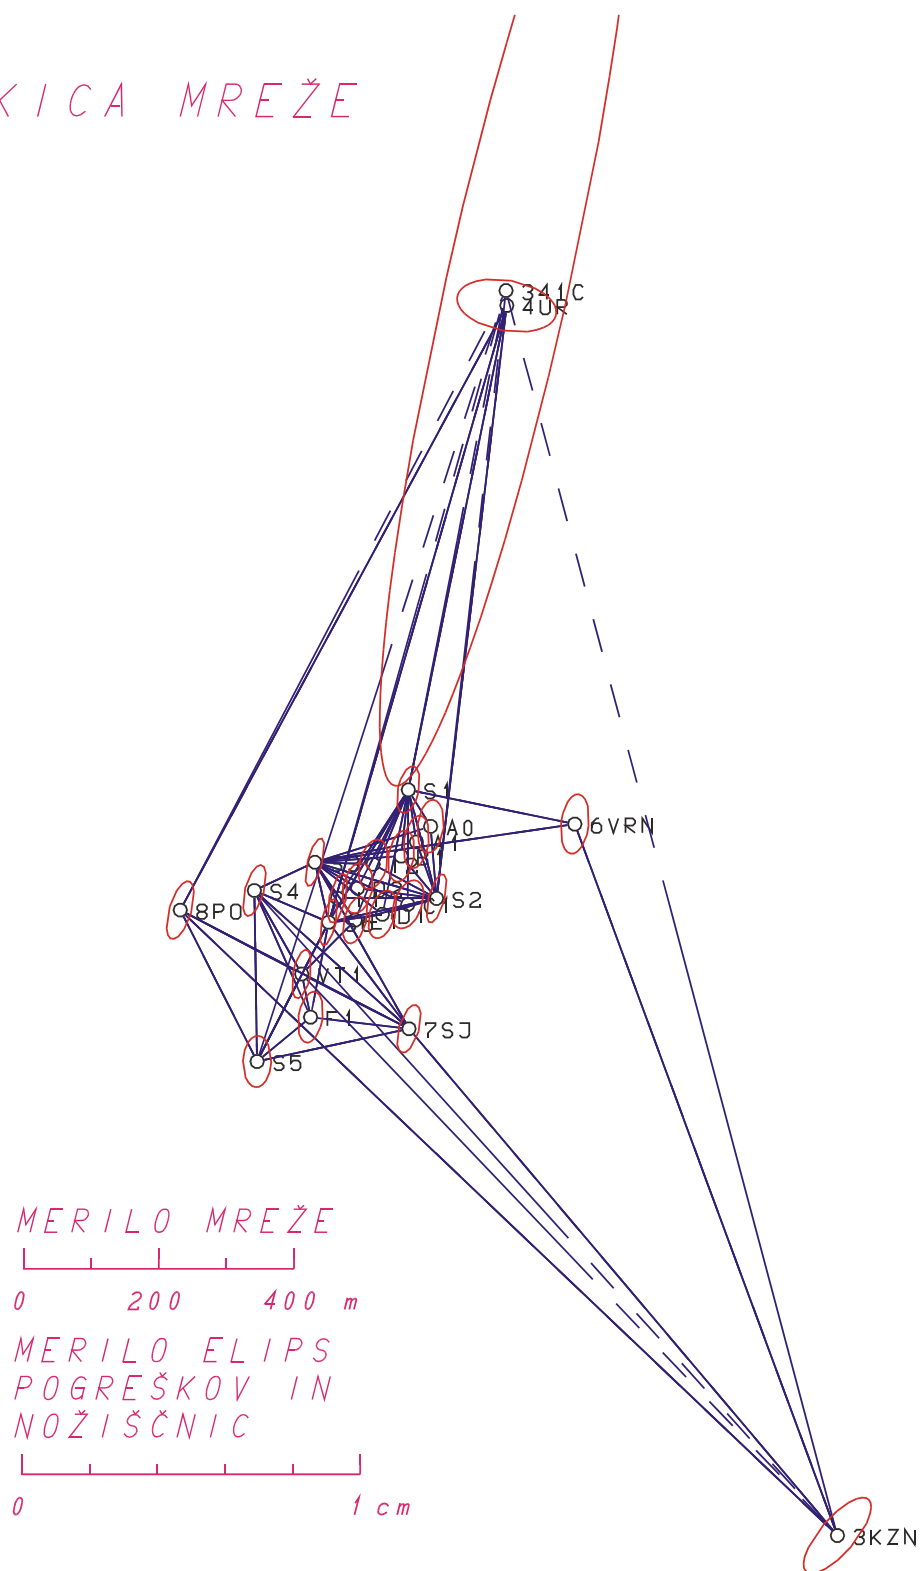 KICA MREŽE
341C
4UR
S1
A0
6VRN
S4
S2
8PO
VT1
F1
7SJ
S5
MERILO MREŽE
0 200 400 m
MERILO ELIPS
POGREŠKOV IN
NOŽIŠČNIC
0 1 cm
3KZN